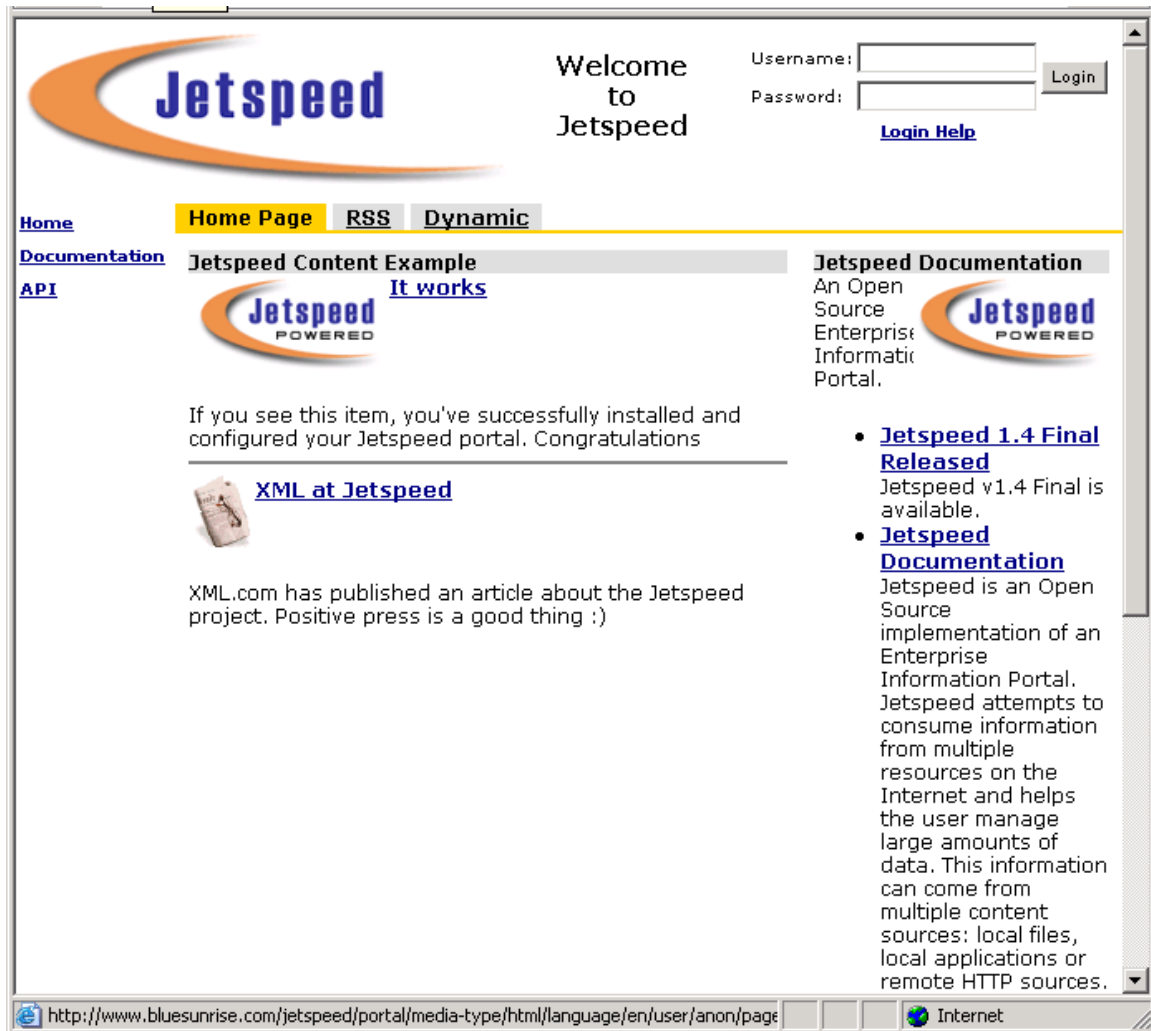 Jetspeed
Welcome
to
Jetspeed
Username:
Password:
Login
Login Help
Home
Documentation
API
Home Page RSS Dynamic
Jetspeed Content Example
Jetspeed
POWERED
It works
If you see this item, you've successfully installed and
configured your Jetspeed portal. Congratulations
XML at Jetspeed
XML.com has published an article about the Jetspeed
project. Positive press is a good thing :)
Jetspeed Documentation
An Open
Source
Enterprise
Informati
Portal.
Jetspeed
POWERED
Jetspeed 1.4 Final
Released
Jetspeed v1.4 Final is
available.
Jetspeed
Documentation
Jetspeed is an Open
Source
implementation of an
Enterprise
Information Portal.
Jetspeed attempts to
consume information
from multiple
resources on the
Internet and helps
the user manage
large amounts of
data. This information
can come from
multiple content
sources: local files,
local applications or
remote HTTP sources.
http://www.bluesunrise.com/jetspeed/portal/media-type/html/language/en/user/anon/page
Internet